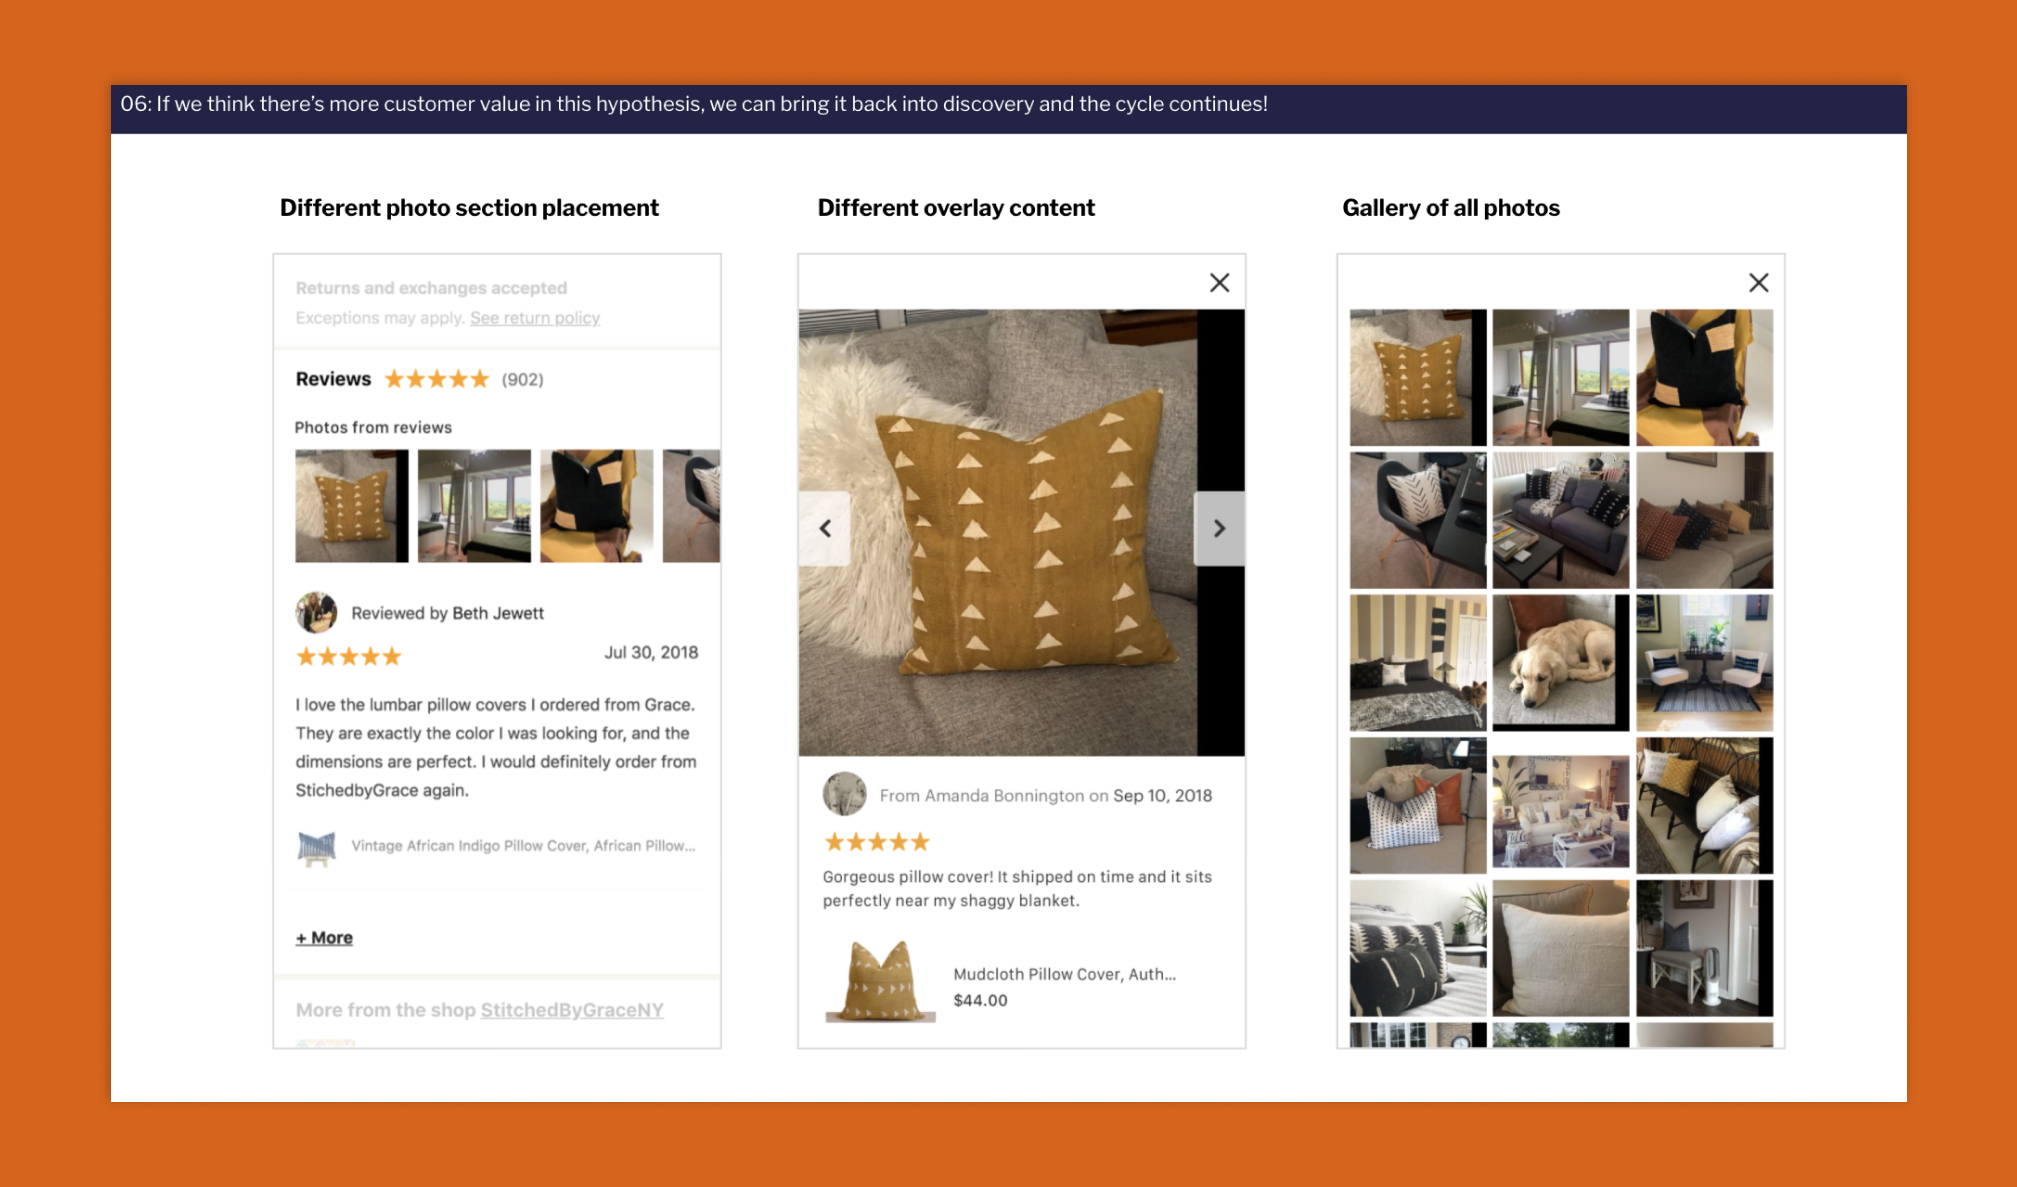 06: If we think there’s more customer value in this hypothesis, we can bring it back into discovery and the cycle continues!
Different photo section placement
Returns and exchanges accepted
Exceptions may apply. See return policy
Reviews (902)
Photos from reviews
Reviewed by Beth Jewett
Jul 30, 2018
I love the lumbar pillow covers I ordered from Grace.
They are exactly the color I was looking for, and the
dimensions are perfect. I would definitely order from
StichedbyGrace again.
Vintage African Indigo Pillow Cover, African Pillow...
+ More
More from the shop StitchedByGraceNY
Different overlay content
From Amanda Bonnington on Sep 10, 2018
Gorgeous pillow cover! It shipped on time and it sits
perfectly near my shaggy blanket.
Mudcloth Pillow Cover, Auth...
$44.00
Gallery of all photos